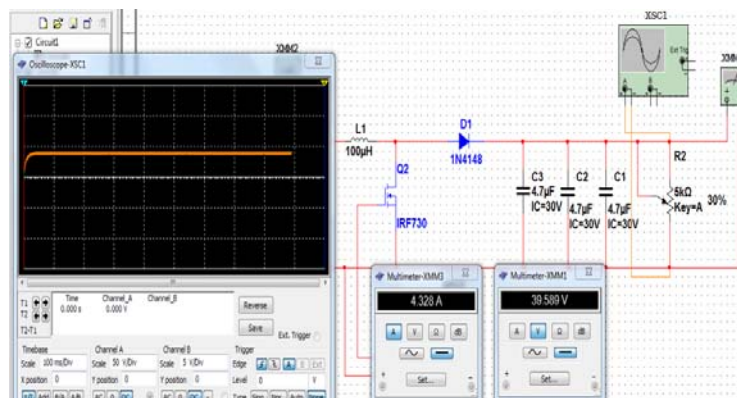 Circuit1
XMM2
XSC1
Oscilloscope-XSC1
Ext Trig
A
B
L1
100μH
D1
1N4148
Q2
IRF730
C3
4.7μF
IC=30V
C2
4.7μF
IC=30V
C1
4.7μF
IC=30V
R2
5kΩ
Key=A
30%
T1
T2
T2-T1
Time
0.000 s
Channel_A
0.000 V
Channel_B
Reverse
Save
Ext. Trigger
Timebase
Scale 100 ms/Div
X position 0
Channel A
Scale 50 V/Div
Y position 0
Channel B
Scale 5 V/Div
Y position 0
Trigger
Edge
A
B
Ext
Level 0
V
Multimeter-XMM3
4.328 A
A
V
Ω
dB
Set...
Multimeter-XMM1
39.589 V
A
V
Ω
dB
Set...